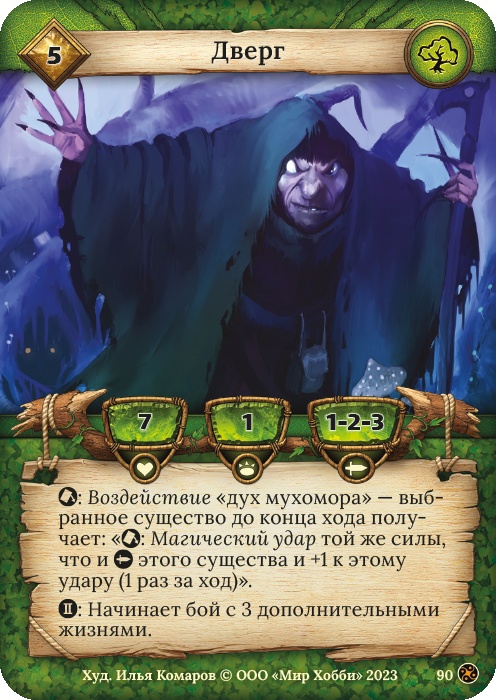 5
Дверг
7
1
1-2-3
: Воздействие «дух мухомора» — выб-
ранное существо до конца хода полу-
чает: «: Магический удар той же силы,
что и этого существа и +1 к этому
удару (1 раз за ход)».
II: Начинает бой с 3 дополнительными
жизнями.
Худ. Илья Комаров © ООО «Мир Хобби» 2023
90